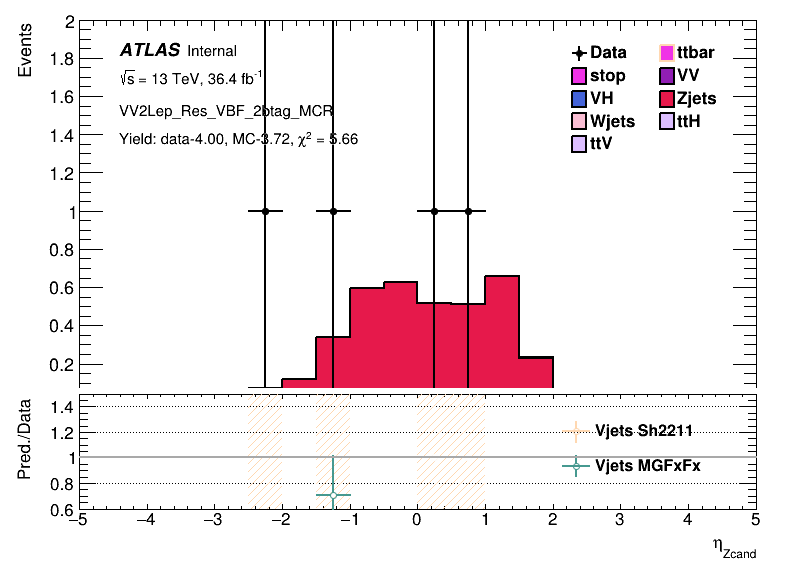 Events
2
1.8
1.6
1.4
1.2
1
0.8
0.6
0.4
0.2
ATLAS Internal
√s = 13 TeV, 36.4 fb⁻¹
VV2Lep_Res_VBF_2btag_MCR
Yield: data-4.00, MC-3.72, χ² = 5.66
Data
ttbar
stop
VV
VH
Zjets
Wjets
ttH
ttV
Pred./Data
1.4
1.2
1
0.8
0.6
Vjets Sh2211
Vjets MGFxFx
−5 −4 −3 −2 −1 0 1 2 3 4 5
η_Zcand